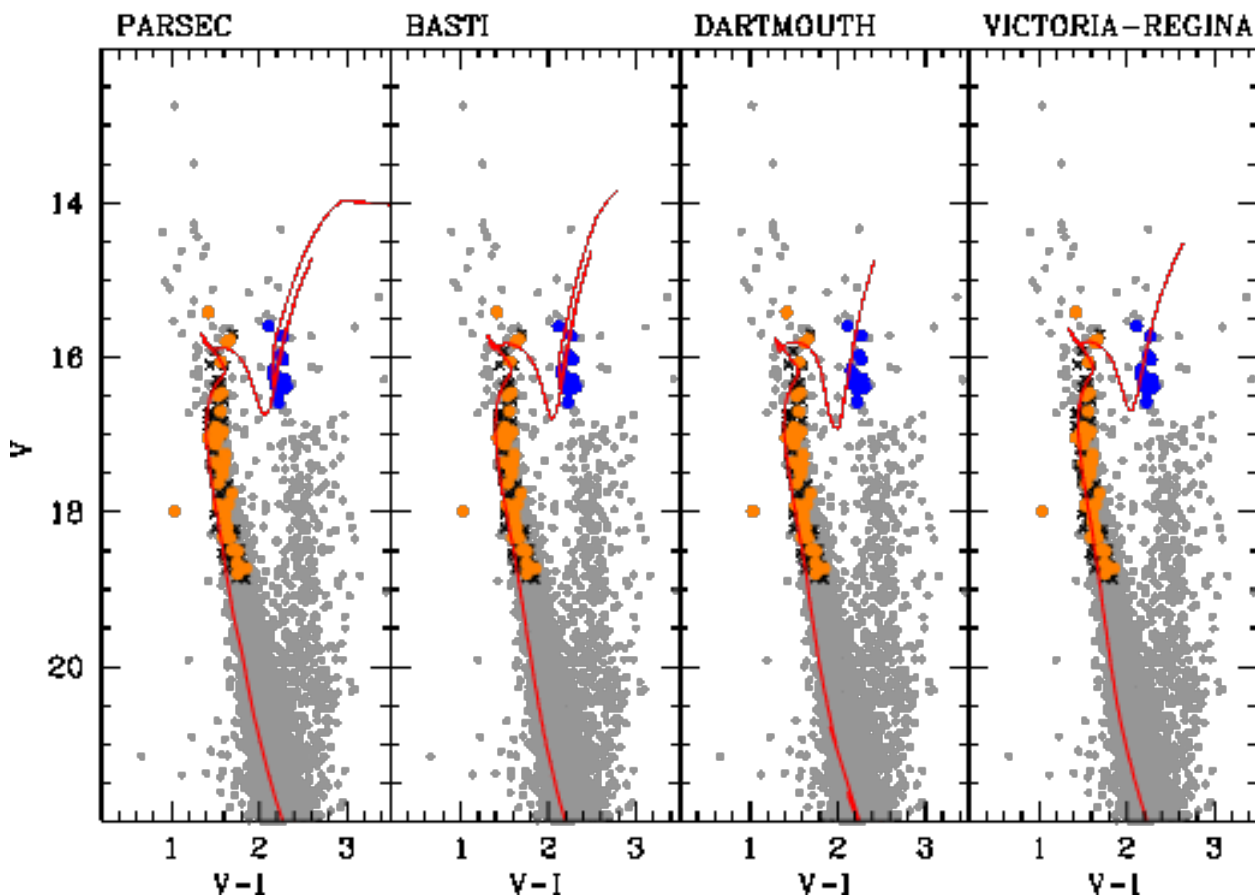 PARSEC BASTI DARTMOUTH VICTORIA-REGINA
14
16
V
18
20
1 2 3 1 2 3 1 2 3 1 2 3
V-I V-I V-I V-I